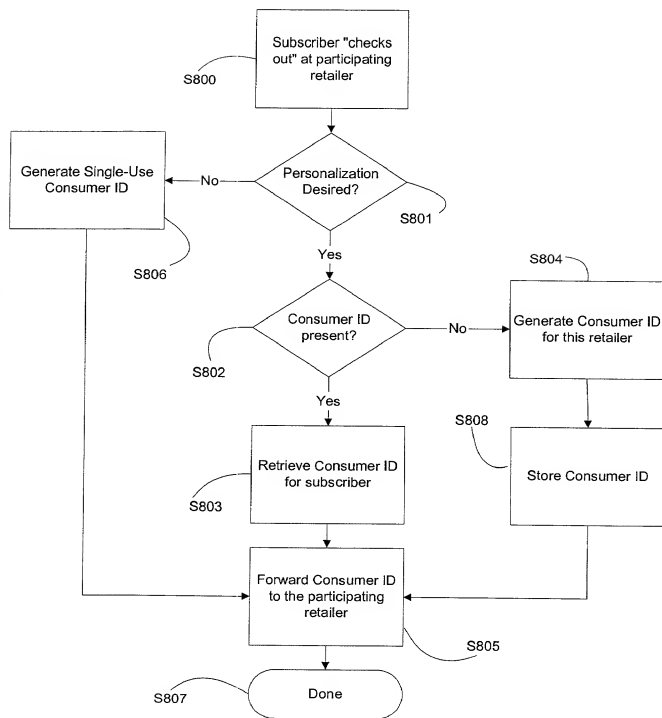 Subscriber "checks
out" at participating
retailer
S800
Personalization
Desired?
S801
No
Generate Single-Use
Consumer ID
S806
Yes
Consumer ID
present?
S802
No
S804
Generate Consumer ID
for this retailer
Yes
S808
Store Consumer ID
Retrieve Consumer ID
for subscriber
S803
Forward Consumer ID
to the participating
retailer
S805
Done
S807